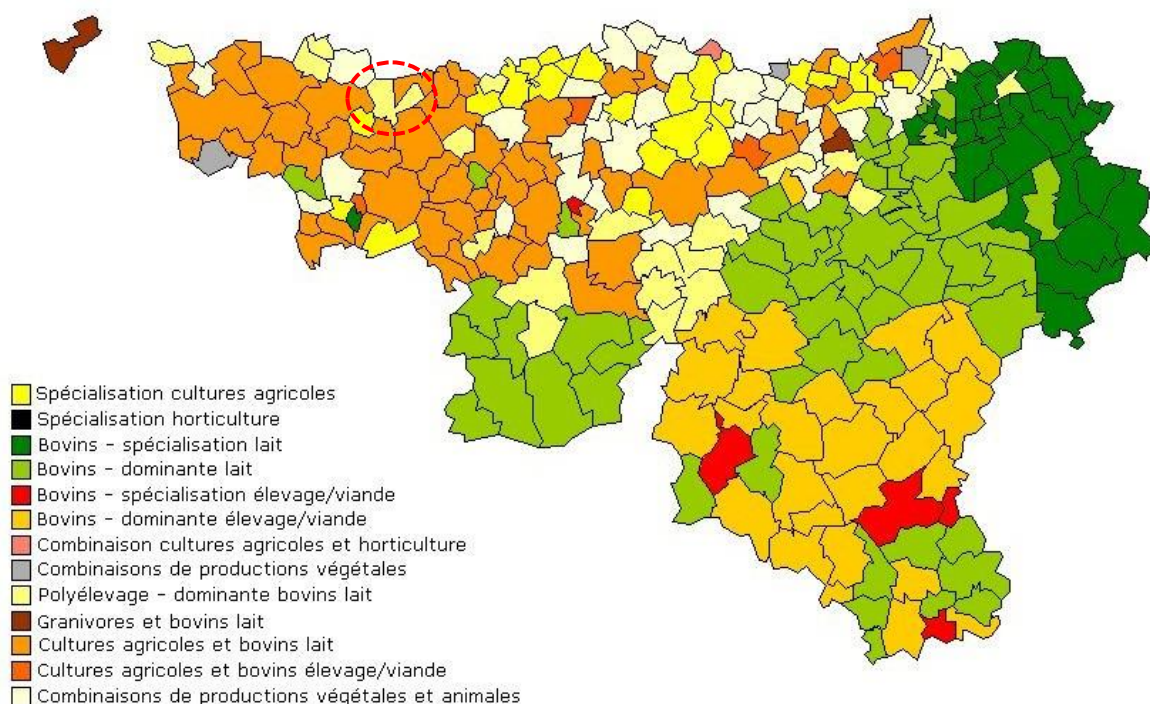 Spécialisation cultures agricoles
Spécialisation horticulture
Bovins - spécialisation lait
Bovins - dominante lait
Bovins - spécialisation élevage/viande
Bovins - dominante élevage/viande
Combinaison cultures agricoles et horticulture
Combinaisons de productions végétales
Polyélevage - dominante bovins lait
Granivores et bovins lait
Cultures agricoles et bovins lait
Cultures agricoles et bovins élevage/viande
Combinaisons de productions végétales et animales